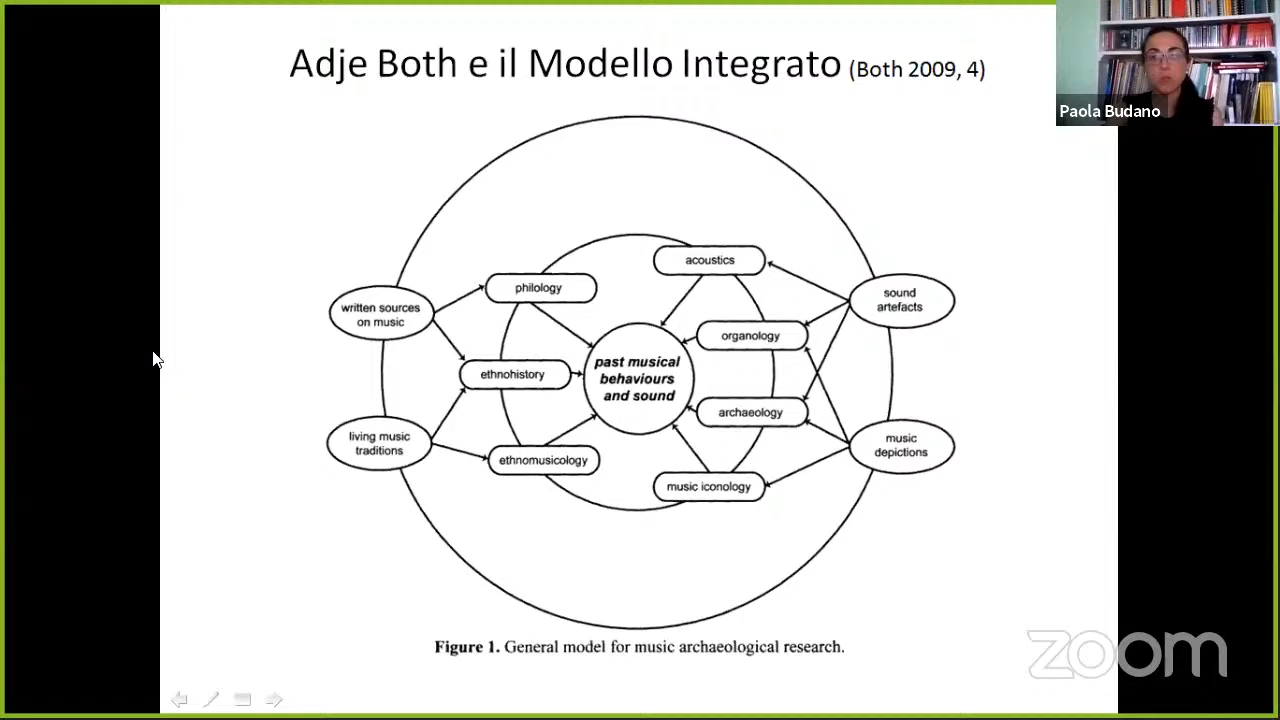 Adje Both e il Modello Integrato (Both 2009, 4)
Paola Budano
acoustics
philology
written sources
on music
sound
artefacts
organology
past musical
behaviours
and sound
ethnohistory
archaeology
living music
traditions
music
depictions
ethnomusicology
music iconology
Figure 1. General model for music archaeological research.
zoom